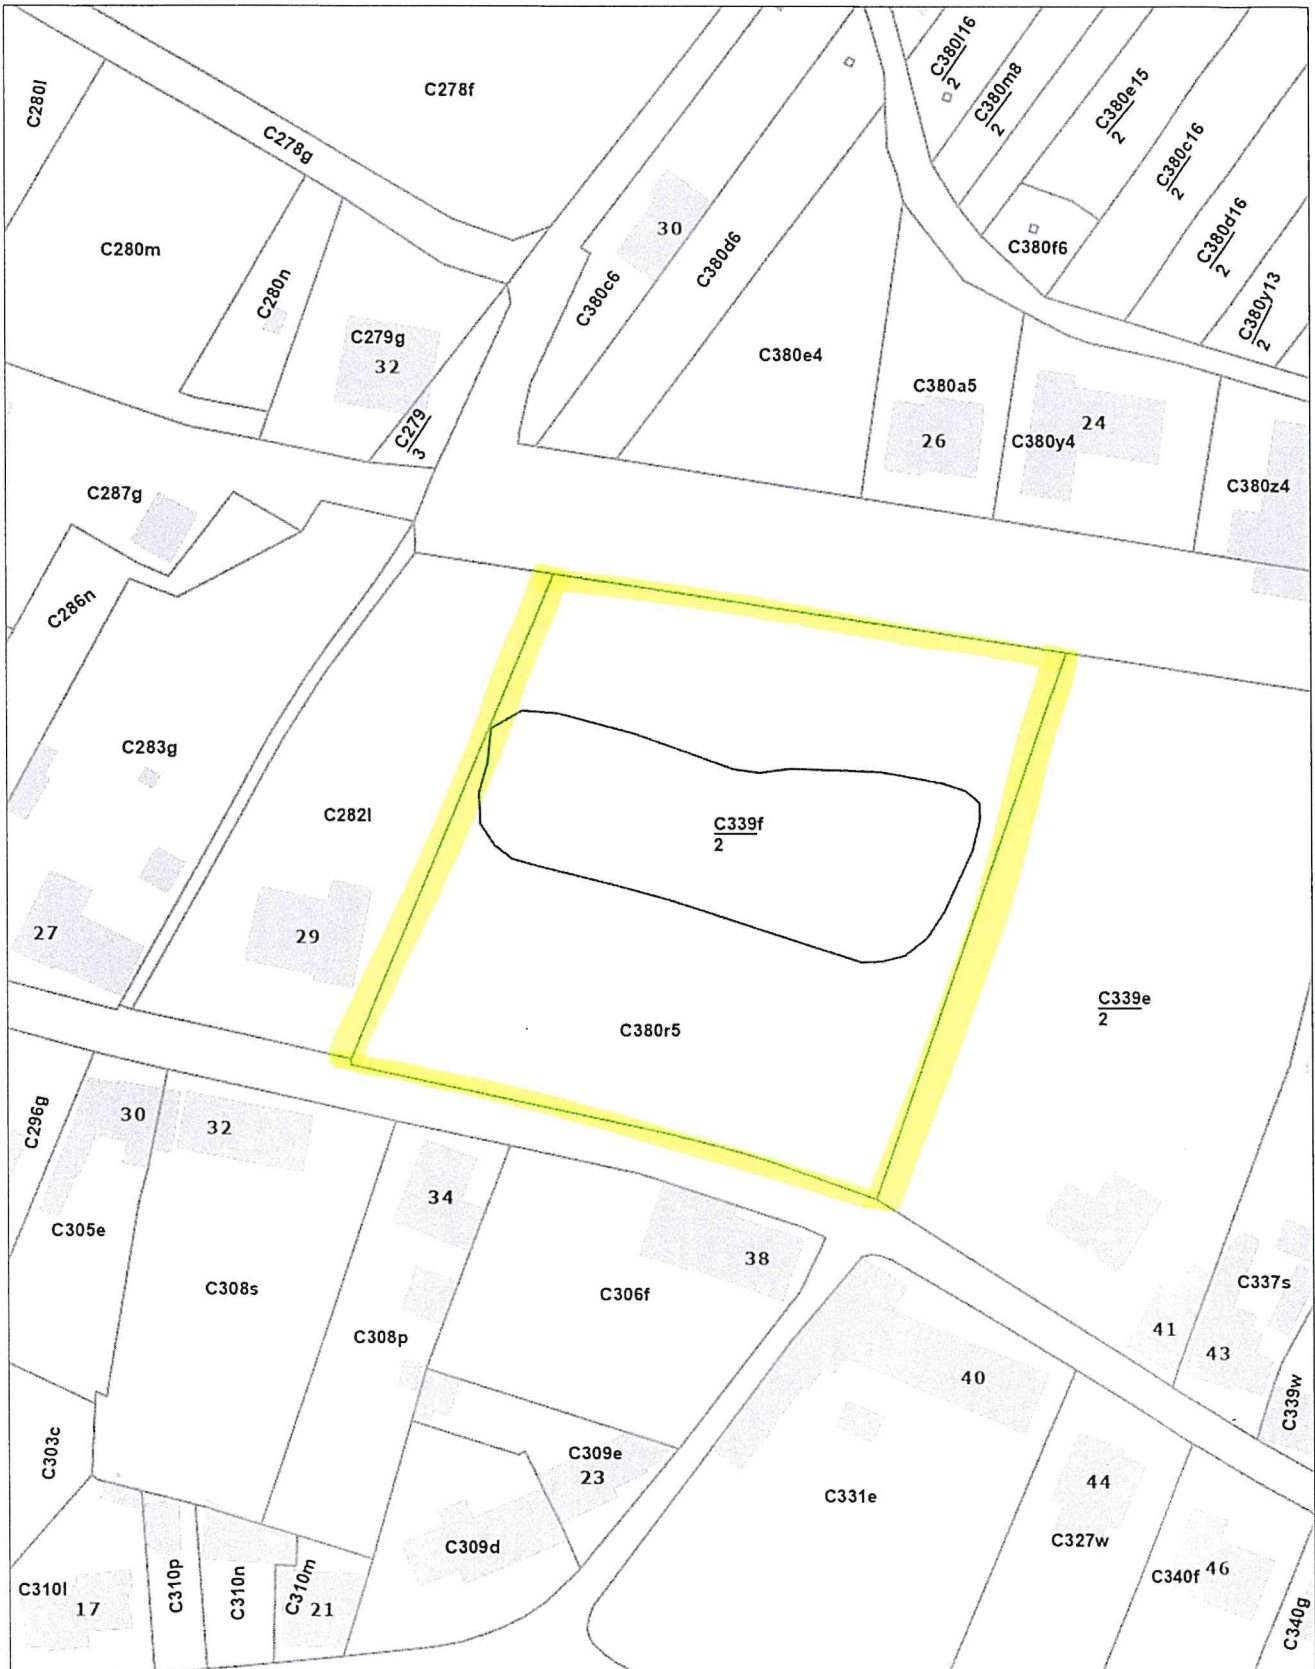 C280l
C278f
C278g
C380l16
2
C380m8
2
C380e15
2
C380c16
2
C380d16
2
C380y13
2
C380f6
C280m
C280n
30
C380c6
C380d6
C279g
32
C279
3
C380e4
C380a5
26
C380y4
24
C380z4
C287g
C286n
C283g
C282l
C339f
2
27
29
C380r5
C339e
2
C296g
30
32
34
C305e
C308s
C308p
C306f
38
C337s
41
43
40
C339w
C303c
C309e
23
C331e
44
C327w
C309d
C310l
17
C310p
C310n
C310m
21
C340f
46
C340g